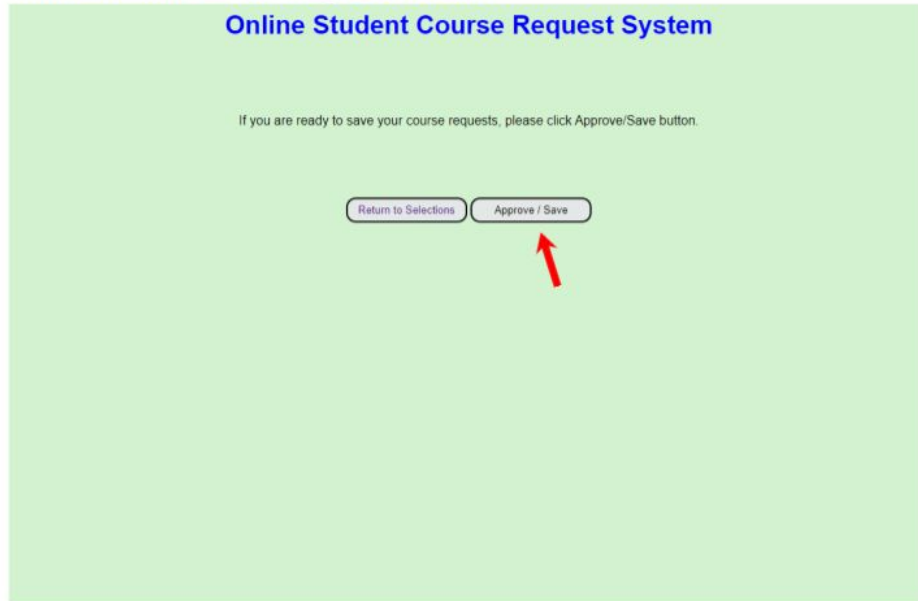 Online Student Course Request System
If you are ready to save your course requests, please click Approve/Save button.
Return to Selections Approve / Save